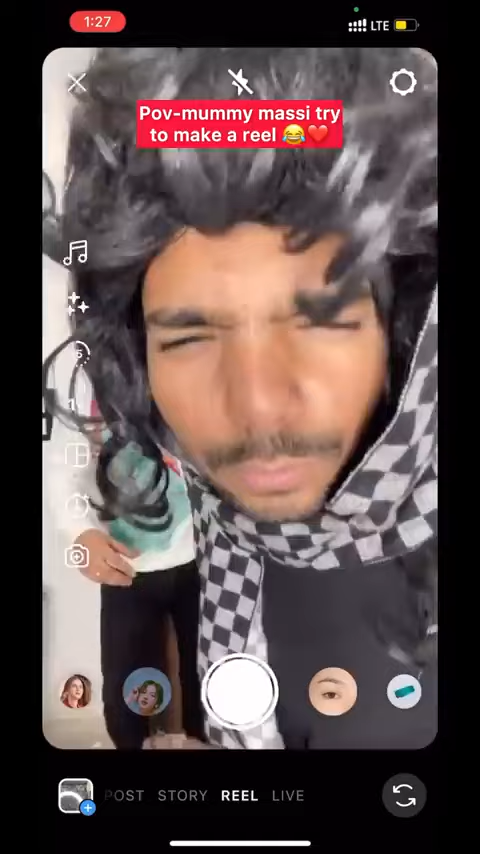 1:27
LTE
Pov-mummy massi try
to make a reel 😂❤️
POST STORY REEL LIVE